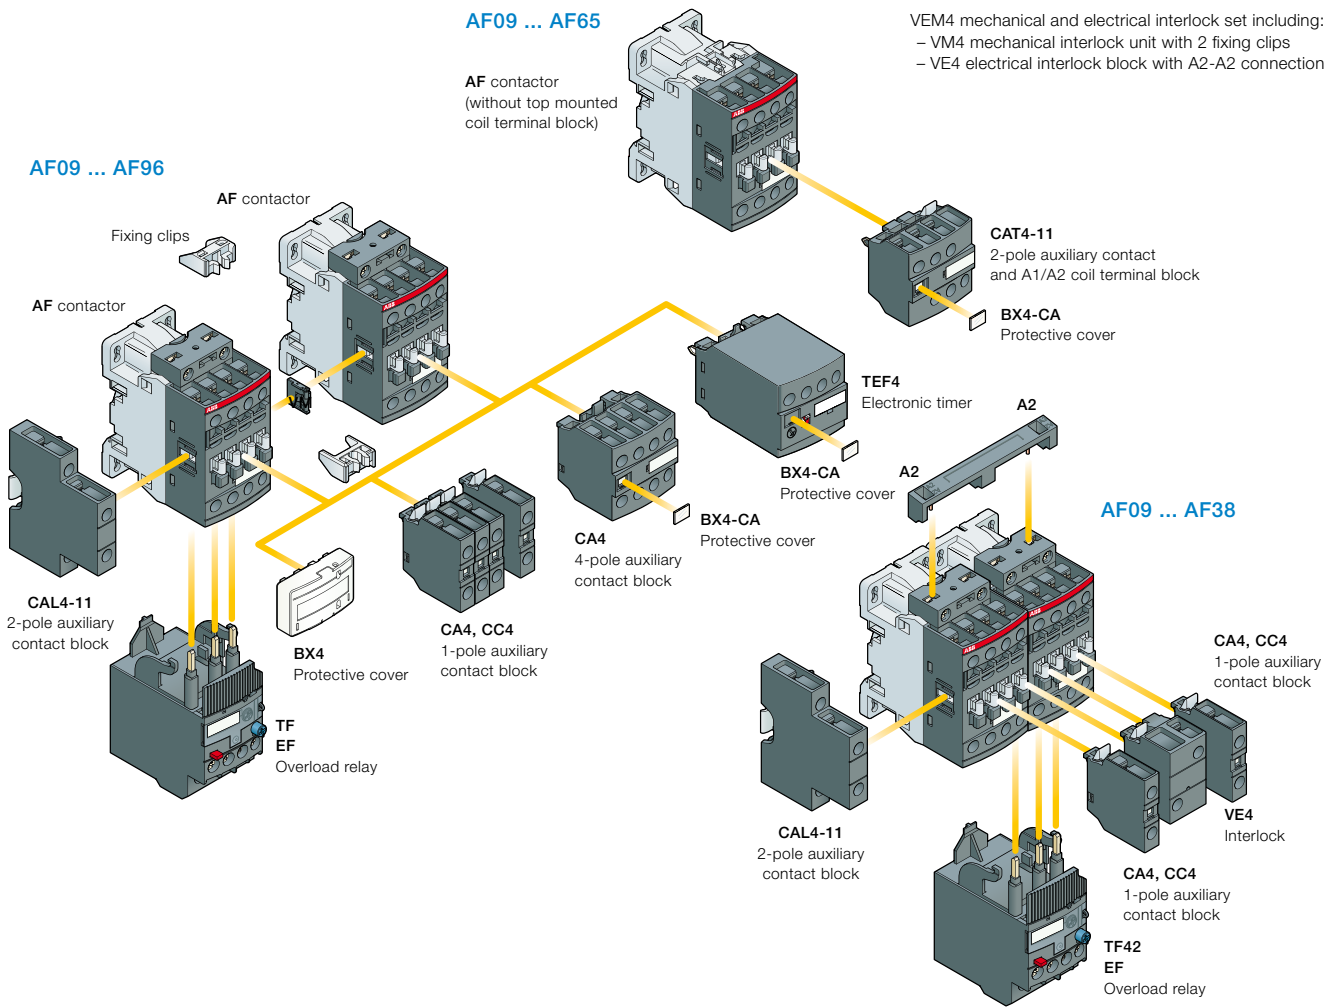 AF09 ... AF65
AF contactor
(without top mounted
coil terminal block)
VEM4 mechanical and electrical interlock set including:
– VM4 mechanical interlock unit with 2 fixing clips
– VE4 electrical interlock block with A2-A2 connection
ABB
CAT4-11
2-pole auxiliary contact
and A1/A2 coil terminal block
BX4-CA
Protective cover
AF09 ... AF96
AF contactor
Fixing clips
AF contactor
ABB
ABB
VM
CAL4-11
2-pole auxiliary
contact block
TF
EF
Overload relay
BX4
Protective cover
CA4, CC4
1-pole auxiliary
contact block
CA4
4-pole auxiliary
contact block
BX4-CA
Protective cover
TEF4
Electronic timer
BX4-CA
Protective cover
A2
A2
AF09 ... AF38
ABB
CAL4-11
2-pole auxiliary
contact block
CA4, CC4
1-pole auxiliary
contact block
VE4
Interlock
CA4, CC4
1-pole auxiliary
contact block
TF42
EF
Overload relay